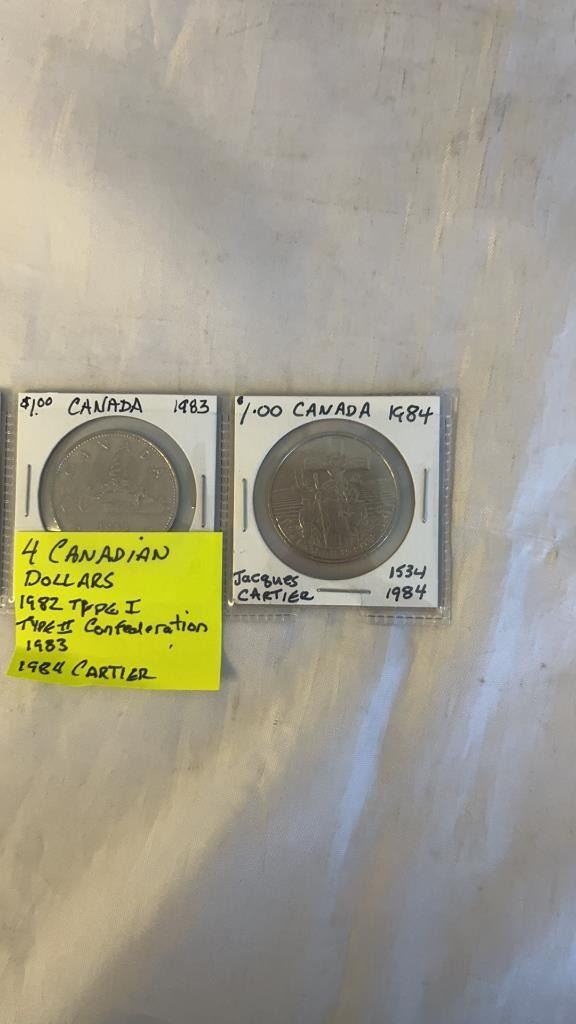 $1.00 CANADA 1983
$1.00 CANADA 1984
CANADA
Jacques
CARTIER
1534
1984
4 CANADIAN
DOLLARS
1982 TYPE I
TYPE II Confederation
1983
1984 CARTIER